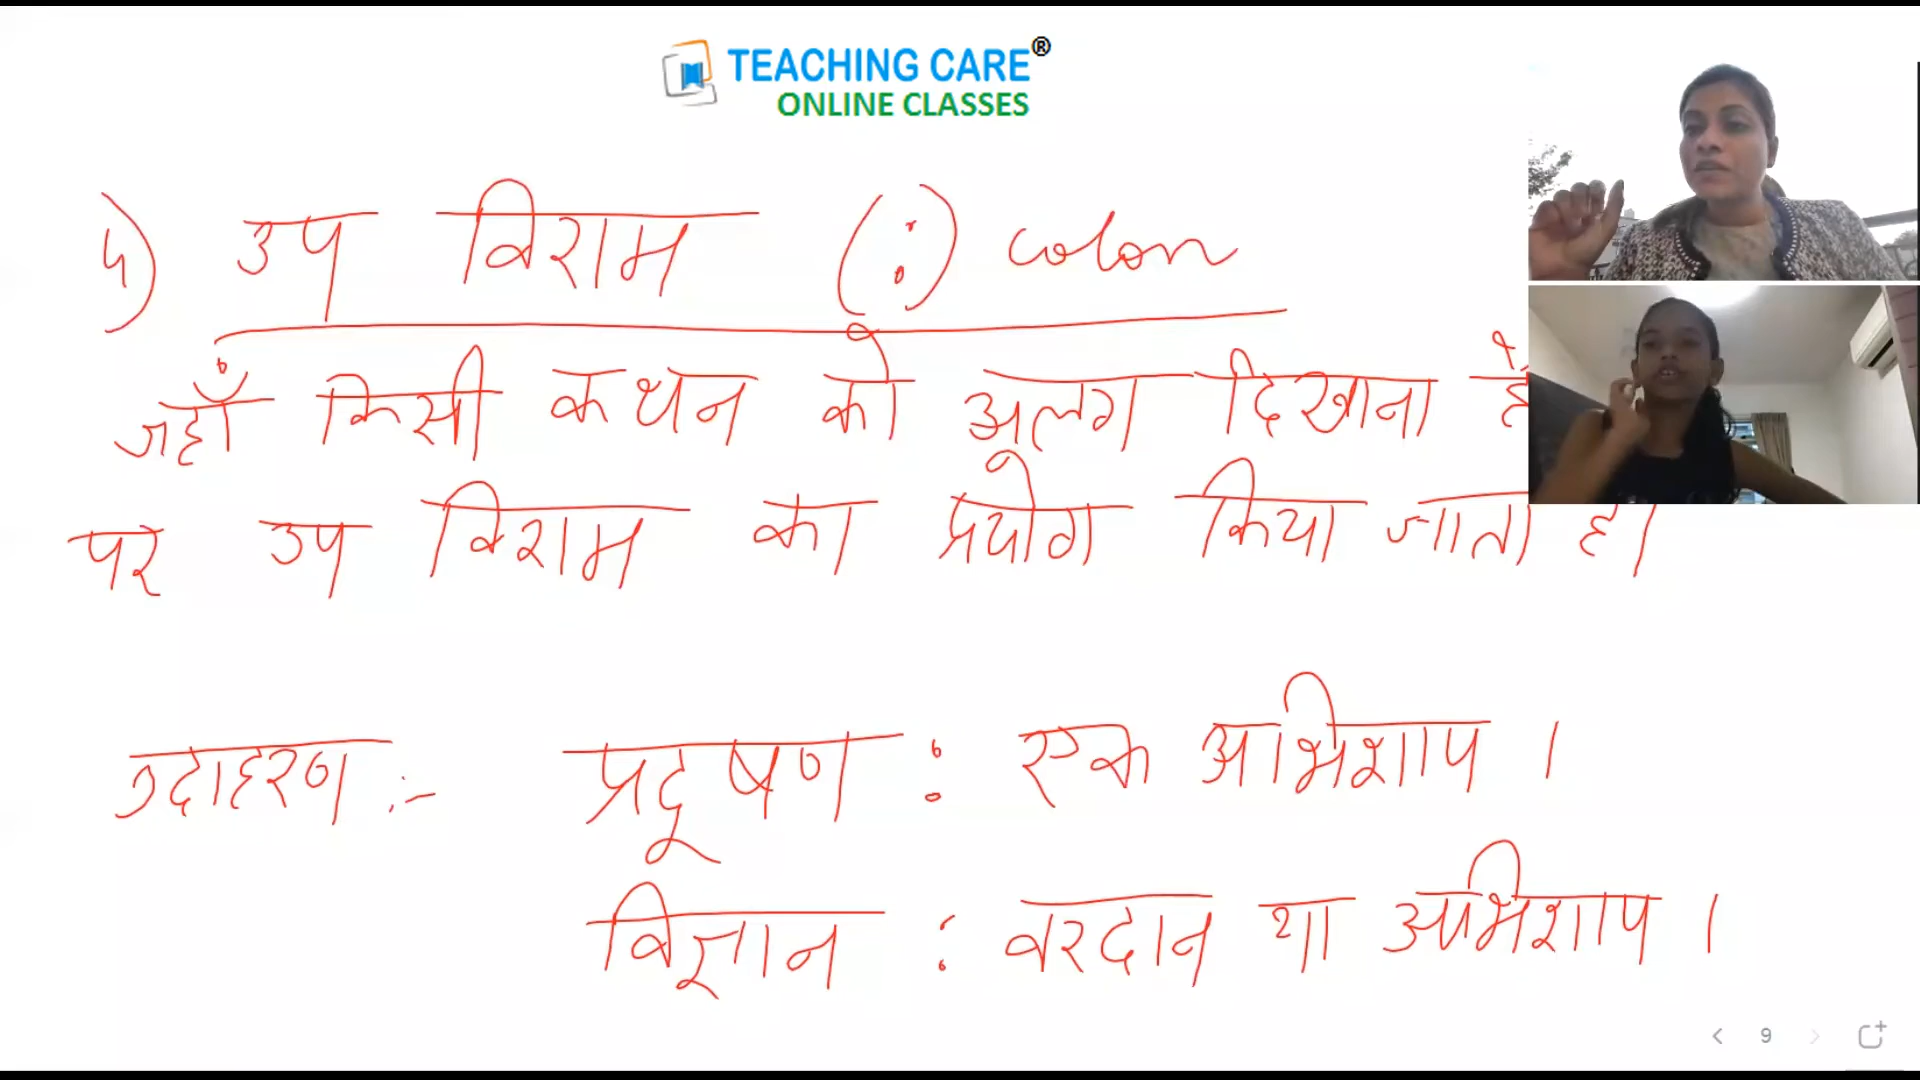 TEACHING CARE®
ONLINE CLASSES
५) उप विराम (:) colon
जहाँ किसी कथन को अलग दिखाना है
पर उप विराम का प्रयोग किया जाता है।
उदाहरण :- प्रदूषण : एक अभिशाप ।
विज्ञान : वरदान या अभिशाप ।
9